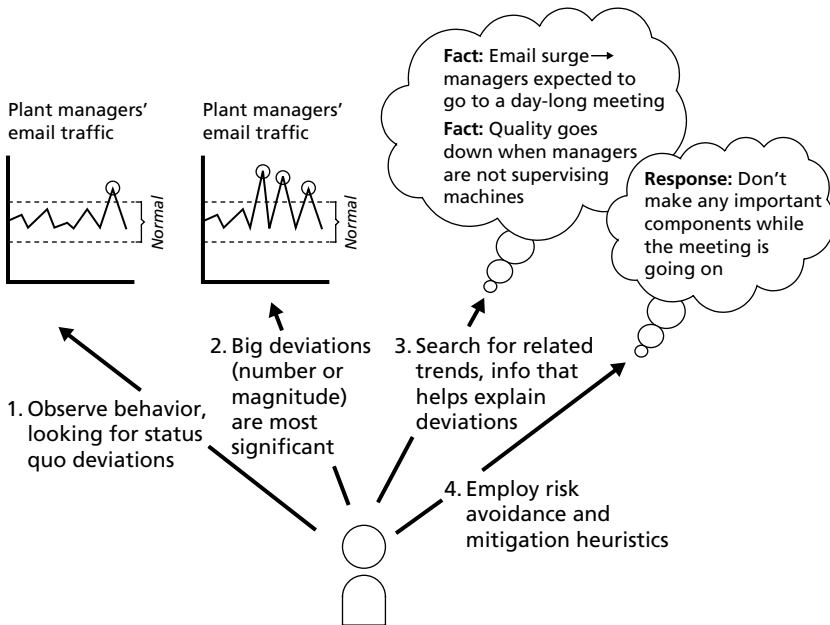 Plant managers’
email traffic
Normal
Plant managers’
email traffic
Normal
Fact: Email surge→
managers expected to
go to a day-long meeting
Fact: Quality goes
down when managers
are not supervising
machines
Response: Don’t
make any important
components while
the meeting is
going on
1. Observe behavior,
looking for status
quo deviations
2. Big deviations
(number or
magnitude)
are most
significant
3. Search for related
trends, info that
helps explain
deviations
4. Employ risk
avoidance and
mitigation heuristics